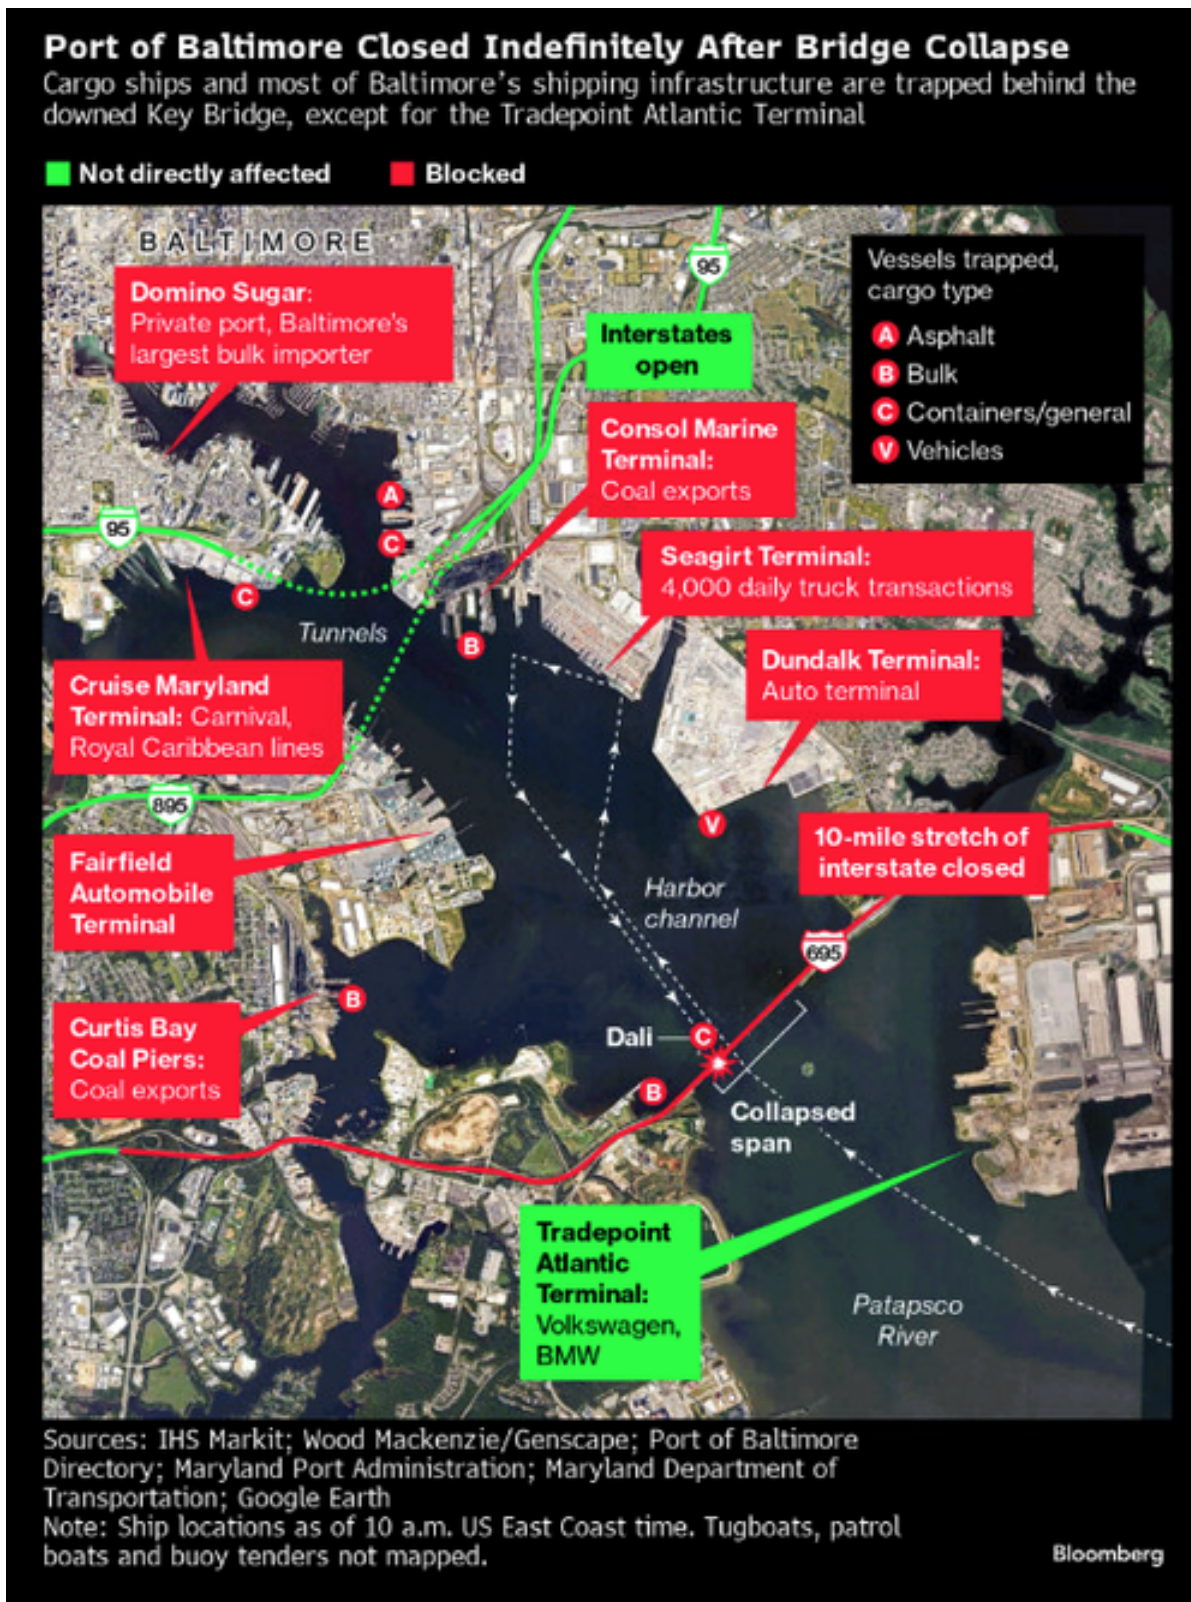 Port of Baltimore Closed Indefinitely After Bridge Collapse
Cargo ships and most of Baltimore's shipping infrastructure are trapped behind the
downed Key Bridge, except for the Tradepoint Atlantic Terminal
Not directly affected
Blocked
BALTIMORE
Domino Sugar:
Private port, Baltimore's
largest bulk importer
95
Interstates
open
Vessels trapped,
cargo type
A Asphalt
B Bulk
C Containers/general
V Vehicles
Consol Marine
Terminal:
Coal exports
A
C
95
Seagirt Terminal:
4,000 daily truck transactions
C
Tunnels
B
Dundalk Terminal:
Auto terminal
Cruise Maryland
Terminal: Carnival,
Royal Caribbean lines
895
V
10-mile stretch of
interstate closed
Fairfield
Automobile
Terminal
Harbor
channel
695
B
Curtis Bay
Coal Piers:
Coal exports
Dali
C
B
Collapsed
span
Tradepoint
Atlantic
Terminal:
Volkswagen,
BMW
Patapsco
River
Sources: IHS Markit; Wood Mackenzie/Genscape; Port of Baltimore
Directory; Maryland Port Administration; Maryland Department of
Transportation; Google Earth
Note: Ship locations as of 10 a.m. US East Coast time. Tugboats, patrol
boats and buoy tenders not mapped.
Bloomberg